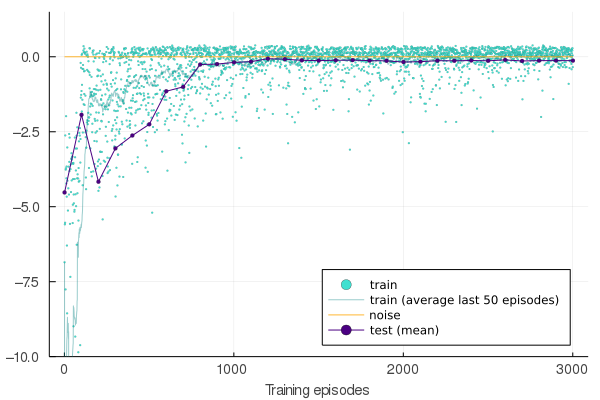 0.0
−2.5
−5.0
−7.5
−10.0
0
1000
2000
3000
Training episodes
train
train (average last 50 episodes)
noise
test (mean)